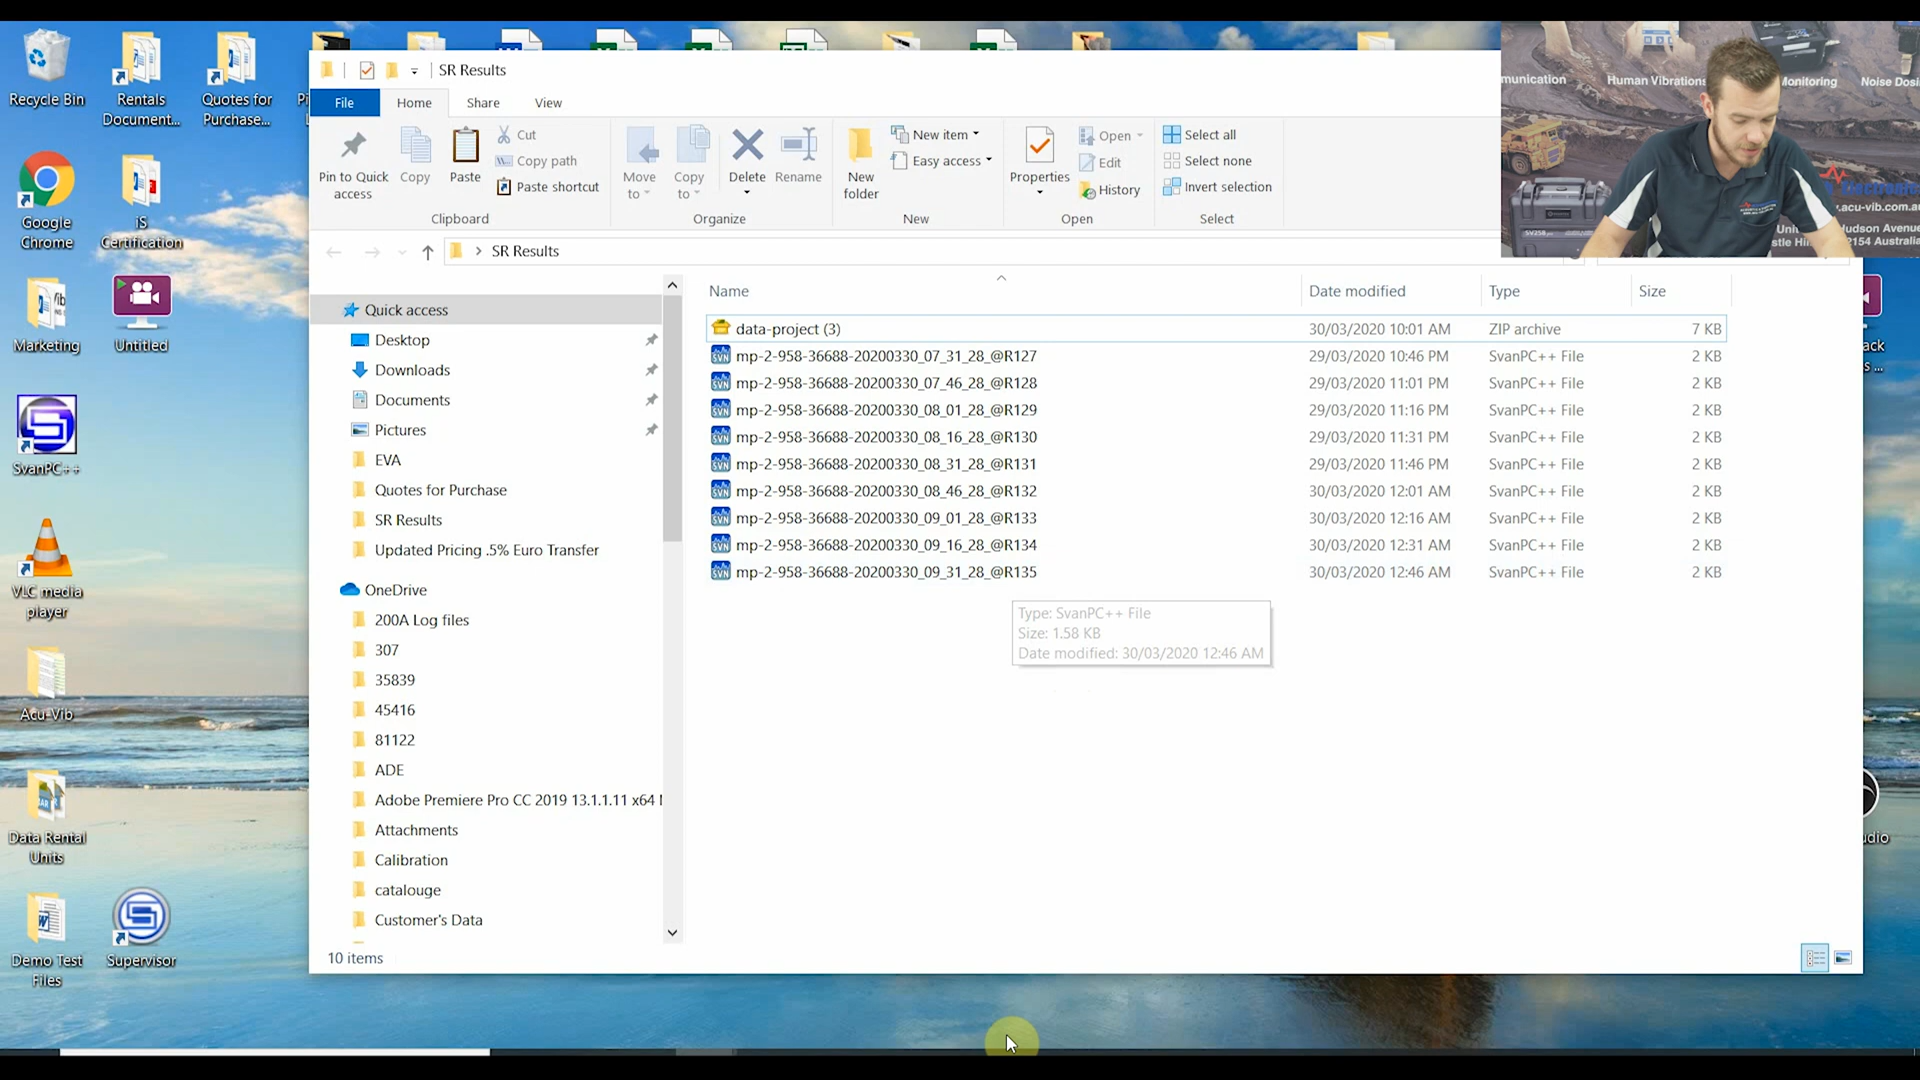 SR Results
File
Home
Share
View
Pin to Quick
access
Copy
Paste
Cut
Copy path
Paste shortcut
Clipboard
Move
to
Copy
to
Delete
Rename
Organize
New
folder
New item
Easy access
New
Properties
Open
Edit
History
Open
Select all
Select none
Invert selection
Select
SR Results
Quick access
Desktop
Downloads
Documents
Pictures
EVA
Quotes for Purchase
SR Results
Updated Pricing .5% Euro Transfer
OneDrive
200A Log files
307
35839
45416
81122
ADE
Adobe Premiere Pro CC 2019 13.1.1.11 x64
Attachments
Calibration
catalouge
Customer's Data
Name Date modified Type Size
data-project (3) 30/03/2020 10:01 AM ZIP archive 7 KB
mp-2-958-36688-20200330_07_31_28_@R127 29/03/2020 10:46 PM SvanPC++ File 2 KB
mp-2-958-36688-20200330_07_46_28_@R128 29/03/2020 11:01 PM SvanPC++ File 2 KB
mp-2-958-36688-20200330_08_01_28_@R129 29/03/2020 11:16 PM SvanPC++ File 2 KB
mp-2-958-36688-20200330_08_16_28_@R130 29/03/2020 11:31 PM SvanPC++ File 2 KB
mp-2-958-36688-20200330_08_31_28_@R131 29/03/2020 11:46 PM SvanPC++ File 2 KB
mp-2-958-36688-20200330_08_46_28_@R132 30/03/2020 12:01 AM SvanPC++ File 2 KB
mp-2-958-36688-20200330_09_01_28_@R133 30/03/2020 12:16 AM SvanPC++ File 2 KB
mp-2-958-36688-20200330_09_16_28_@R134 30/03/2020 12:31 AM SvanPC++ File 2 KB
mp-2-958-36688-20200330_09_31_28_@R135 30/03/2020 12:46 AM SvanPC++ File 2 KB
Type: SvanPC++ File
Size: 1.58 KB
Date modified: 30/03/2020 12:46 AM
10 items
Recycle Bin
Rentals
Document...
Quotes for
Purchase...
Google
Chrome
iS
Certification
Marketing
Untitled
SvanPC++
VLC media
player
Acu-Vib
Data Rental
Units
Demo Test
Files
Supervisor
munication
Human Vibrations
Monitoring
Noise Dosi
Electronic
.acu-vib.com.au
Hudson Avenue
stle Hill
2154 Australia
SV258